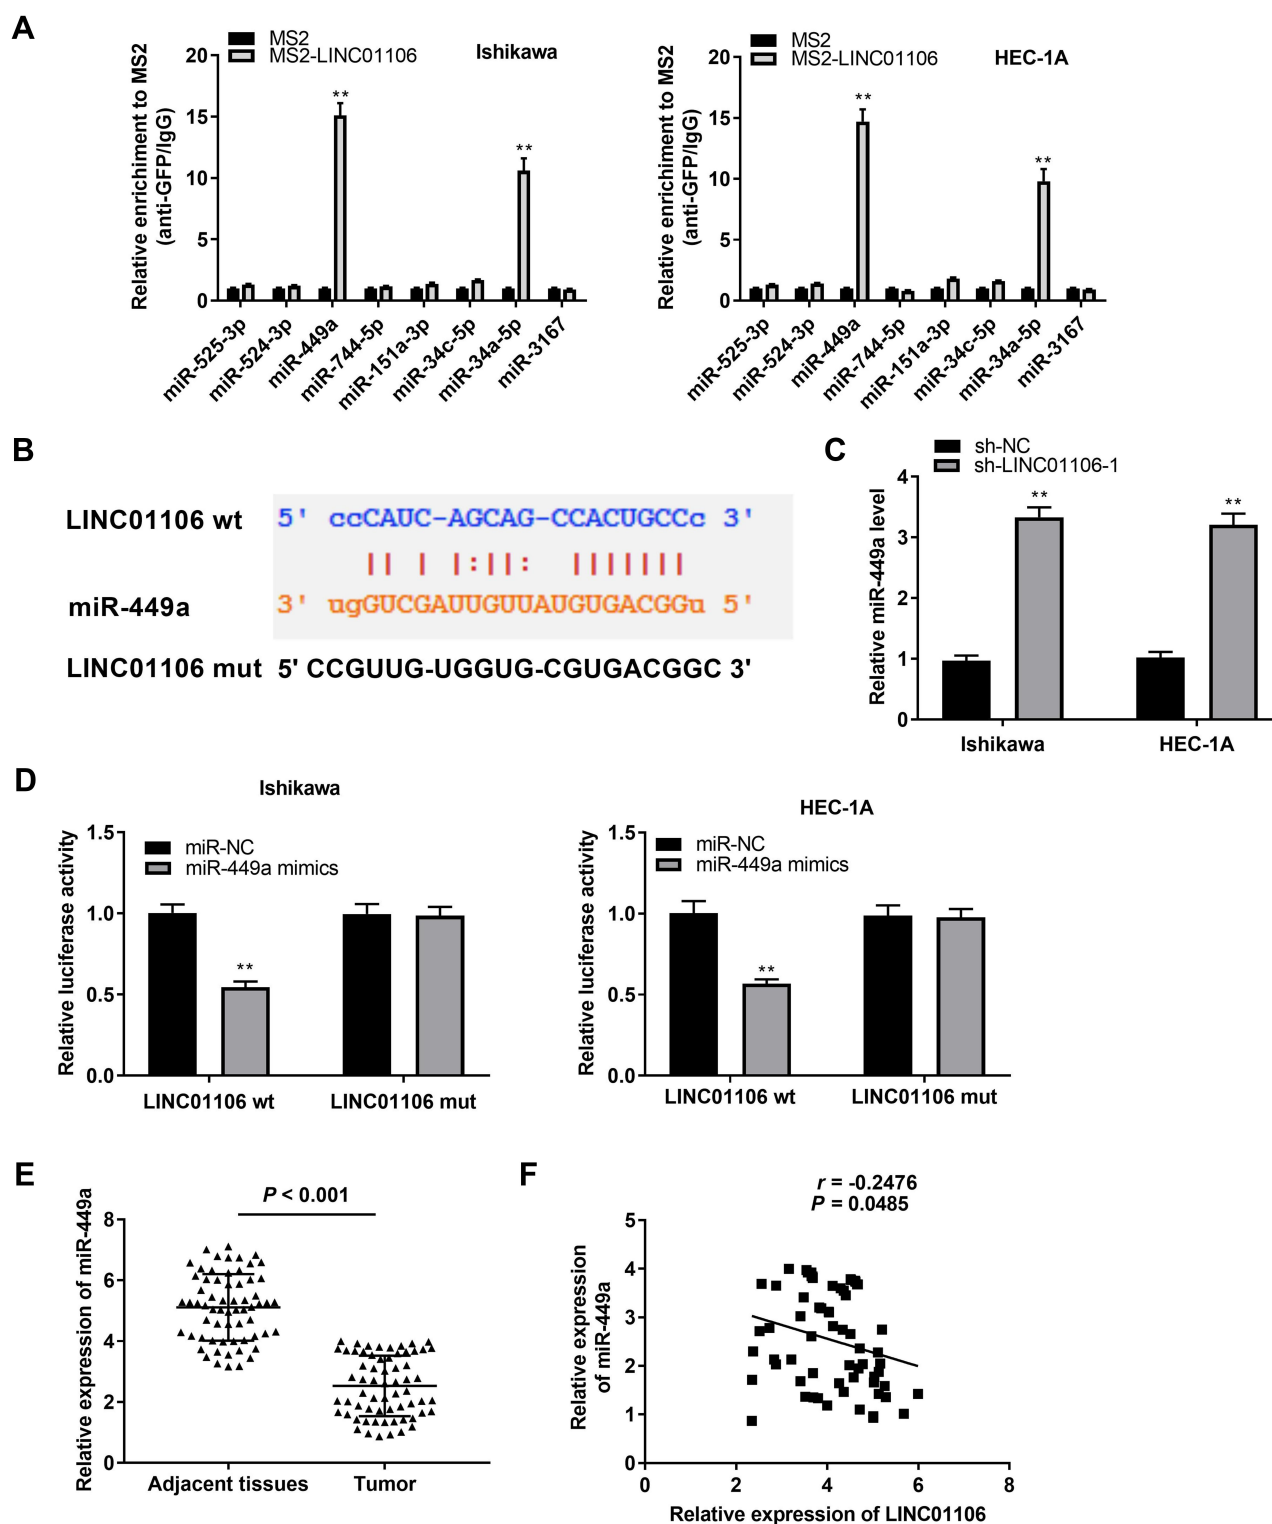 A
MS2
MS2-LINC01106
Ishikawa
Relative enrichiment to MS2
(anti-GFP/IgG)
20
15
10
5
0
**
**
miR-525-3p
miR-524-3p
miR-449a
miR-744-5p
miR-151a-3p
miR-34c-5p
miR-34a-5p
miR-3167
MS2
MS2-LINC01106
HEC-1A
Relative enrichiment to MS2
(anti-GFP/IgG)
20
15
10
5
0
**
**
miR-525-3p
miR-524-3p
miR-449a
miR-744-5p
miR-151a-3p
miR-34c-5p
miR-34a-5p
miR-3167
B
LINC01106 wt 5' ccCAUC-AGCAG-CCACUGCCc 3'
|| | |:||: |||||||
miR-449a 3' ugGUCGAUUGUUAUGUGACGGu 5'
LINC01106 mut 5' CCGUUG-UGGUG-CGUGACGGC 3'
C
sh-NC
sh-LINC01106-1
Relative miR-449a level
4
3
2
1
0
**
**
Ishikawa
HEC-1A
D
Ishikawa
miR-NC
miR-449a mimics
Relative luciferase activity
1.5
1.0
0.5
0.0
**
LINC01106 wt
LINC01106 mut
HEC-1A
miR-NC
miR-449a mimics
Relative luciferase activity
1.5
1.0
0.5
0.0
**
LINC01106 wt
LINC01106 mut
E
P < 0.001
Relative expression of miR-449a
8
6
4
2
0
Adjacent tissues
Tumor
F
r = -0.2476
P = 0.0485
Relative expression
of miR-449a
5
4
3
2
1
0
0
2
4
6
8
Relative expression of LINC01106